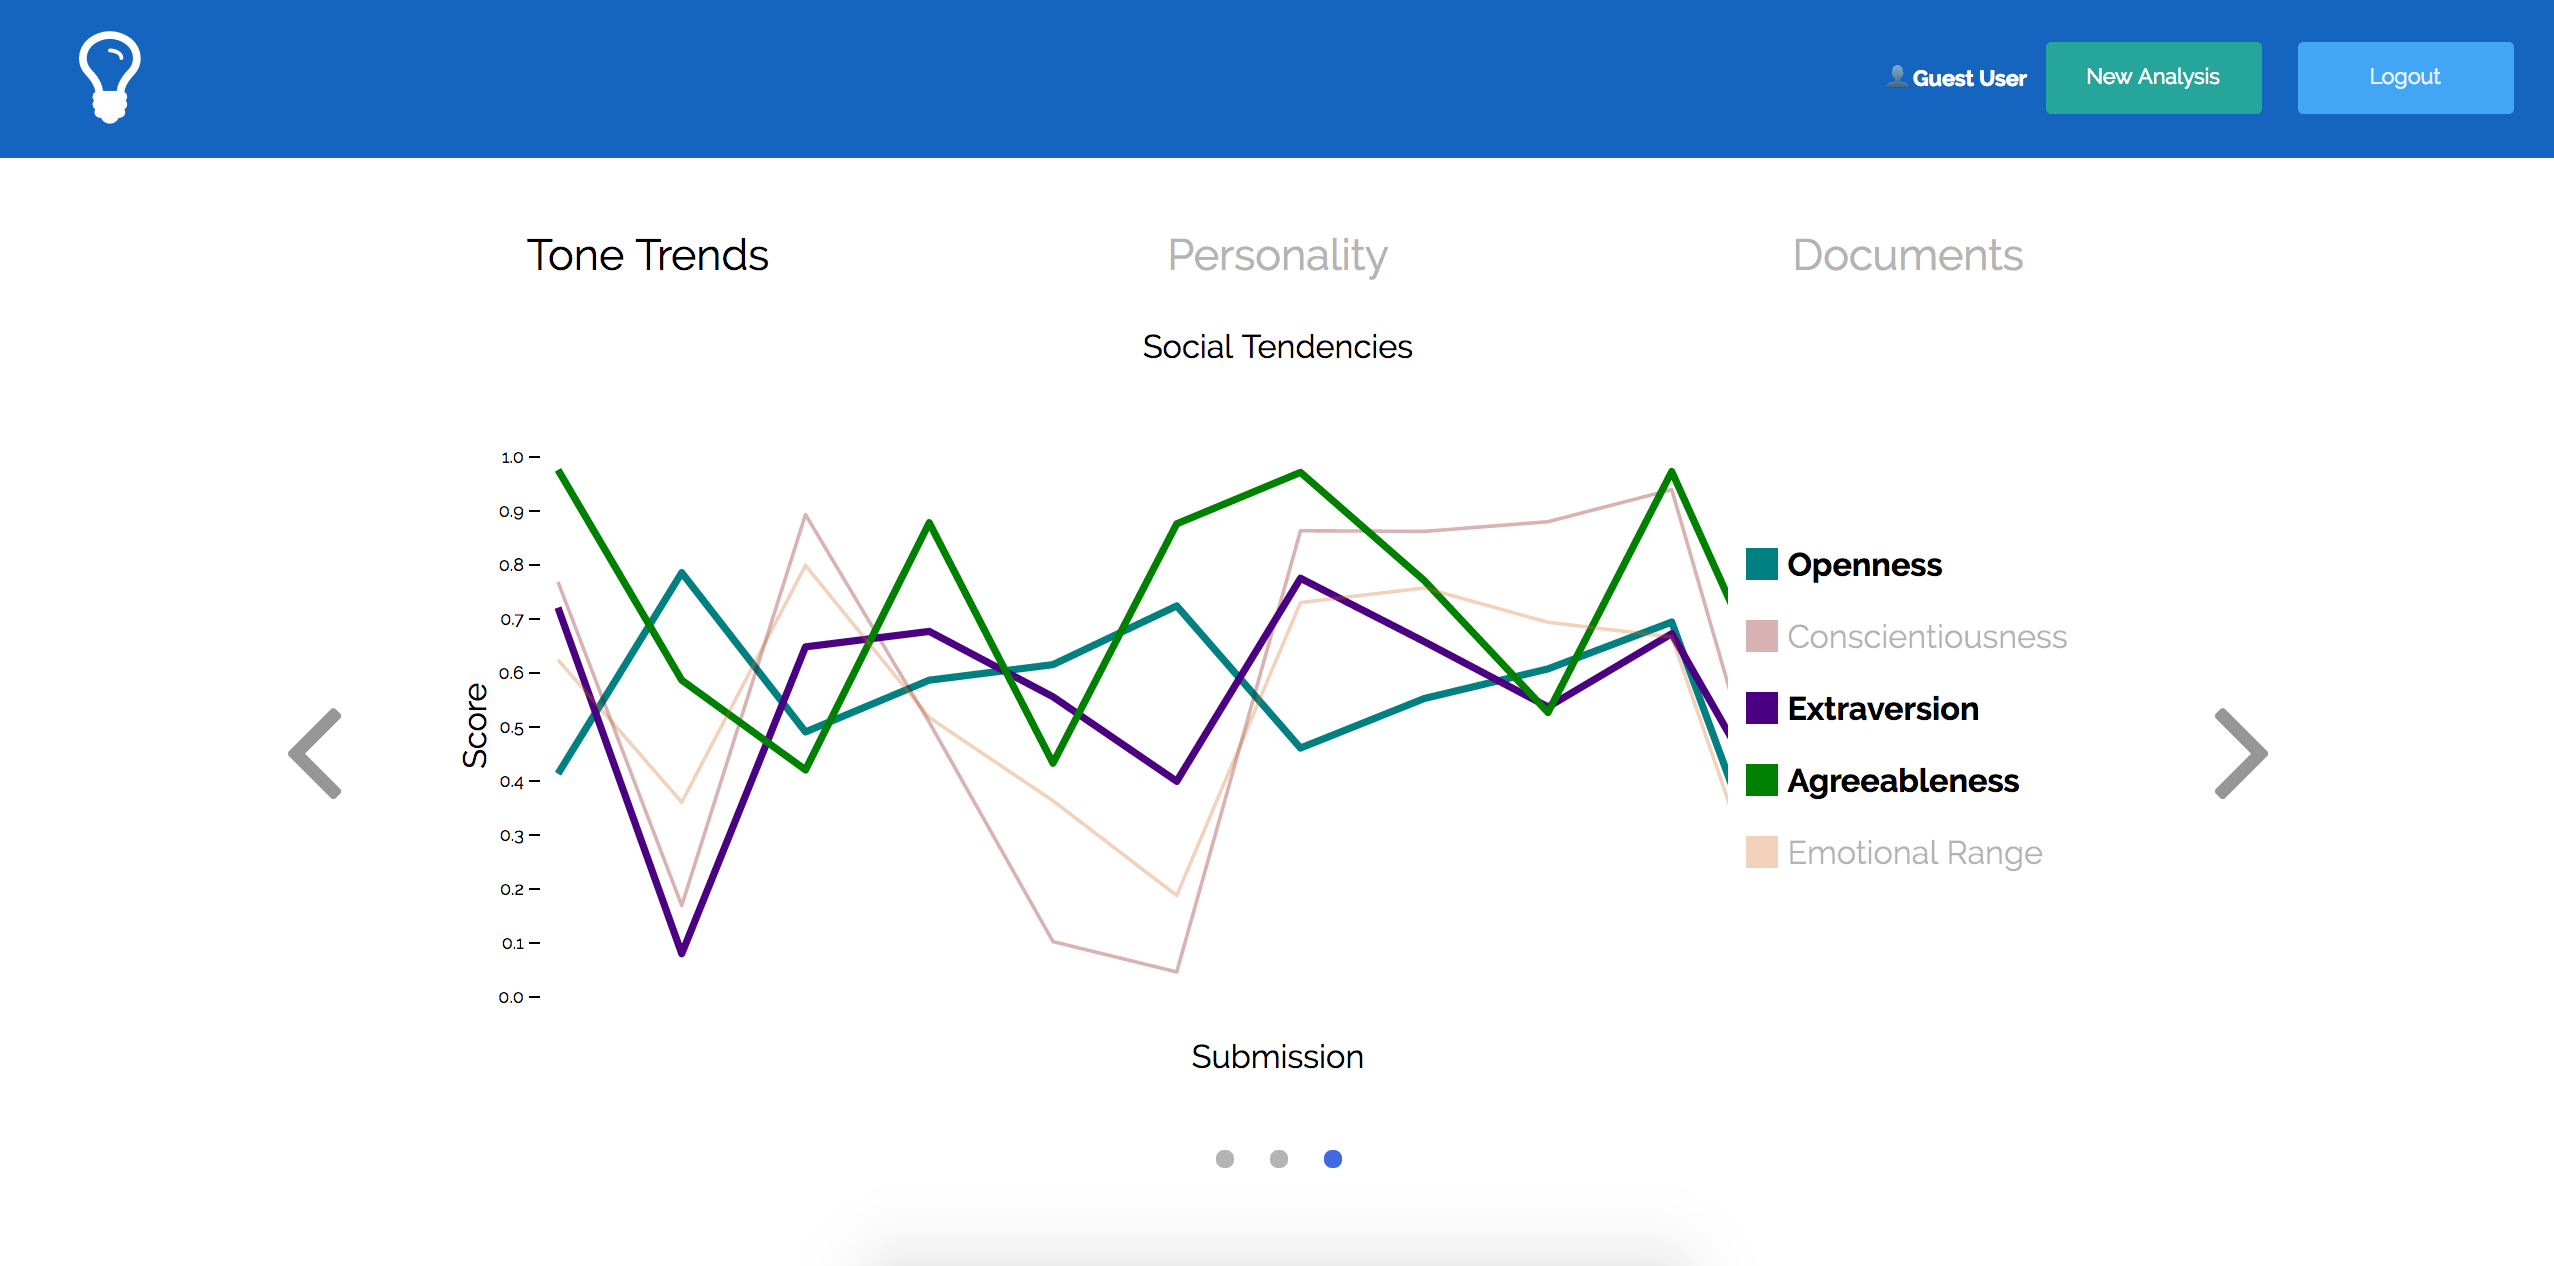 Guest User
New Analysis
Logout
Tone Trends
Personality
Documents
Social Tendencies
1.0
0.9
0.8
0.7
0.6
0.5
0.4
0.3
0.2
0.1
0.0
Score
Openness
Conscientiousness
Extraversion
Agreeableness
Emotional Range
Submission